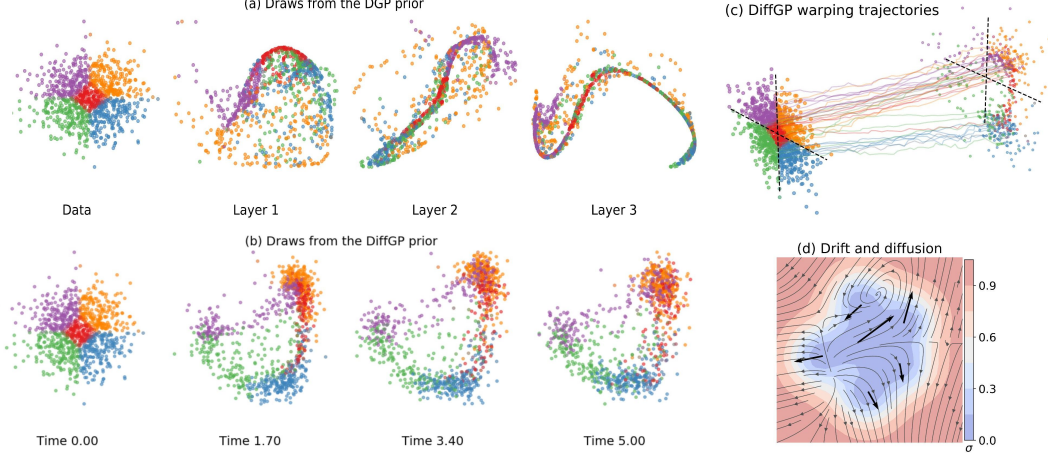 (a) Draws from the DGP prior
(c) DiffGP warping trajectories
Data
Layer 1
Layer 2
Layer 3
(b) Draws from the DiffGP prior
(d) Drift and diffusion
0.9
0.6
0.3
0.0
σ
Time 0.00
Time 1.70
Time 3.40
Time 5.00